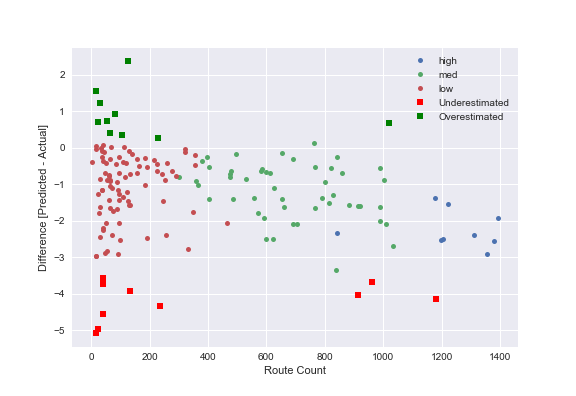 high
med
low
Underestimated
Overestimated
2
1
0
−1
−2
−3
−4
−5
Difference [Predicted - Actual]
0 200 400 600 800 1000 1200 1400
Route Count